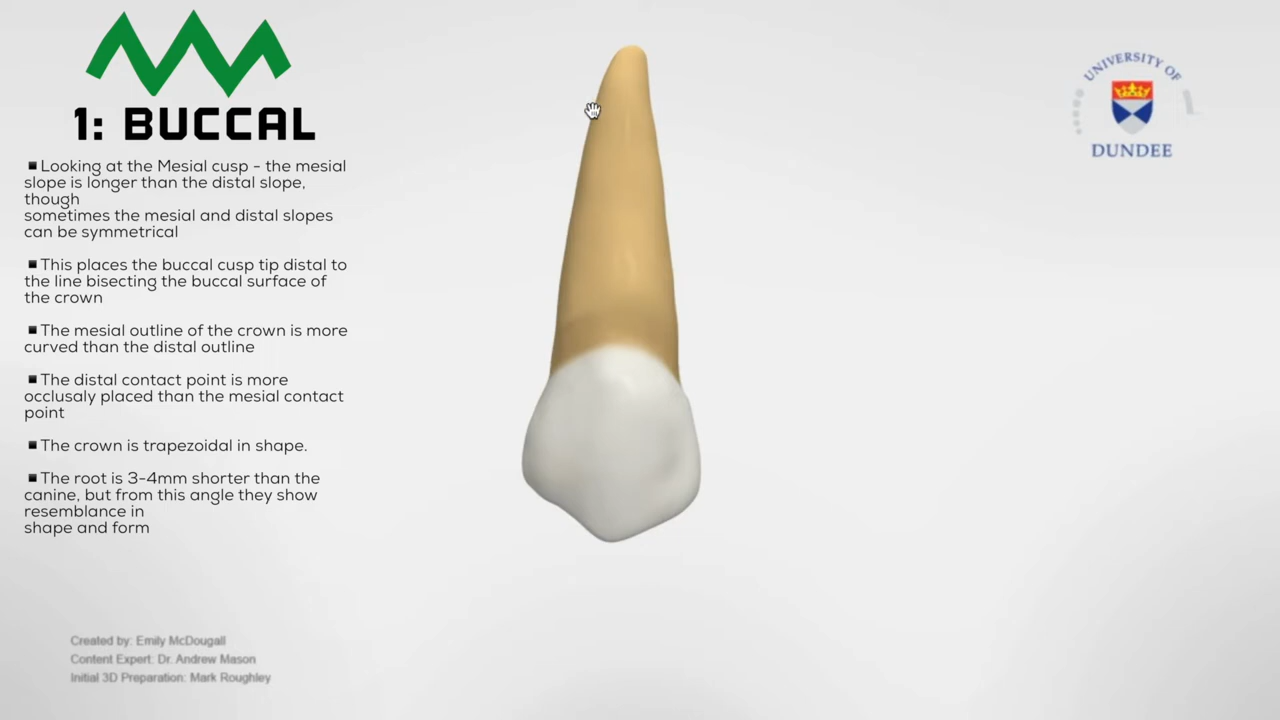 1: BUCCAL
▪Looking at the Mesial cusp - the mesial
slope is longer than the distal slope,
though
sometimes the mesial and distal slopes
can be symmetrical
▪This places the buccal cusp tip distal to
the line bisecting the buccal surface of
the crown
▪The mesial outline of the crown is more
curved than the distal outline
▪The distal contact point is more
occlusaly placed than the mesial contact
point
▪The crown is trapezoidal in shape.
▪The root is 3-4mm shorter than the
canine, but from this angle they show
resemblance in
shape and form
UNIVERSITY OF
DUNDEE
Created by: Emily McDougall
Content Expert: Dr. Andrew Mason
Initial 3D Preparation: Mark Roughley